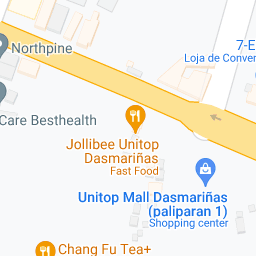 Northpine
7-E
Loja de Conven
Care Besthealth
Jollibee Unitop
Dasmariñas
Fast Food
Unitop Mall Dasmariñas
(paliparan 1)
Shopping center
Chang Fu Tea+